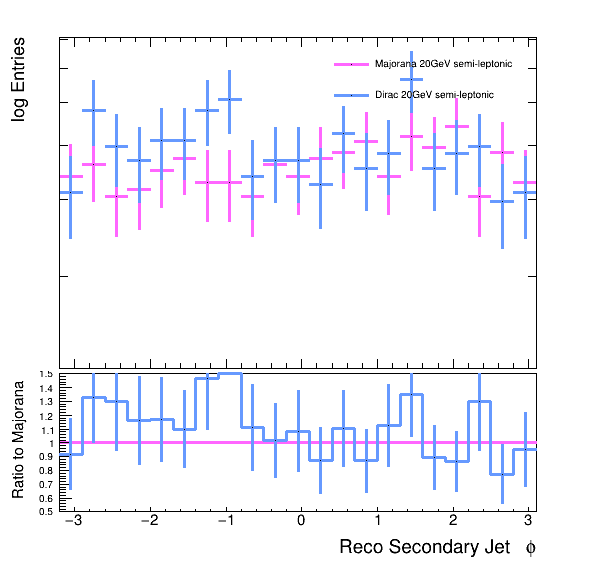 log Entries
Majorana 20GeV semi-leptonic
Dirac 20GeV semi-leptonic
Ratio to Majorana
1.5
1.4
1.3
1.2
1.1
1
0.9
0.8
0.7
0.6
0.5
−3 −2 −1 0 1 2 3
Reco Secondary Jet ϕ